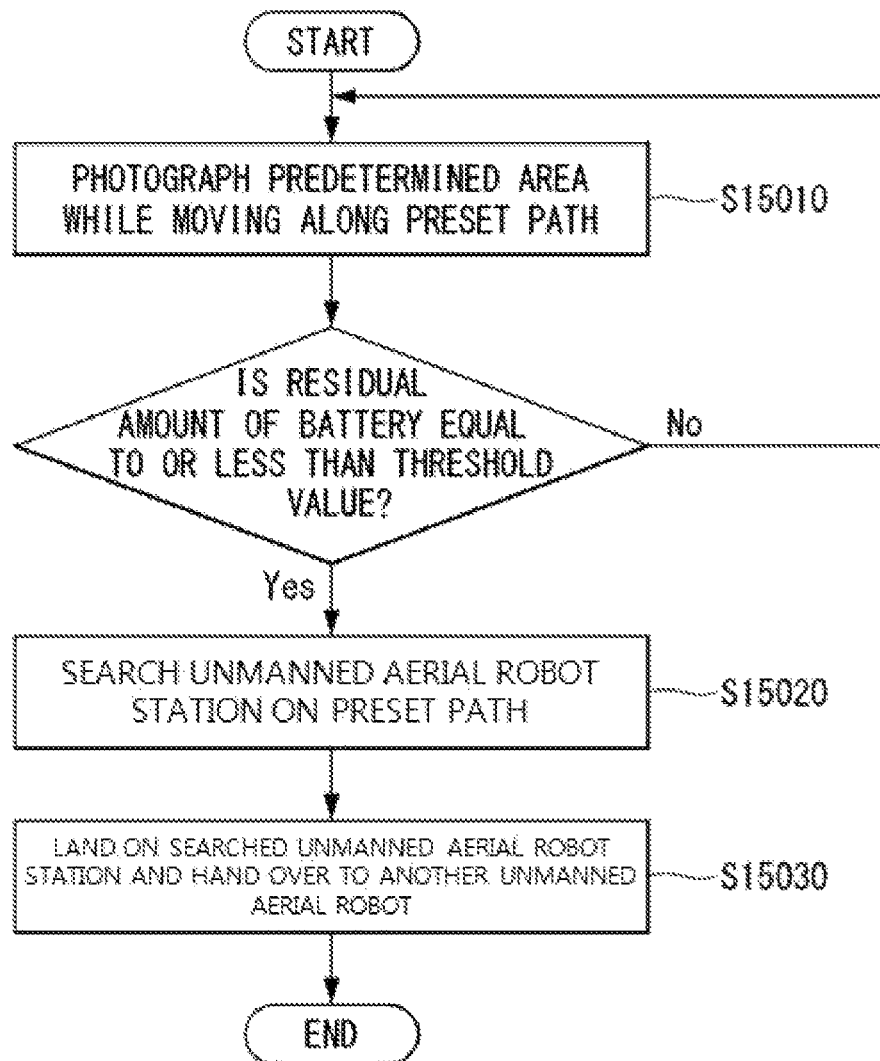 START
PHOTOGRAPH PREDETERMINED AREA
WHILE MOVING ALONG PRESET PATH
S15010
IS RESIDUAL
AMOUNT OF BATTERY EQUAL
TO OR LESS THAN THRESHOLD
VALUE?
No
Yes
SEARCH UNMANNED AERIAL ROBOT
STATION ON PRESET PATH
S15020
LAND ON SEARCHED UNMANNED AERIAL ROBOT
STATION AND HAND OVER TO ANOTHER UNMANNED
AERIAL ROBOT
S15030
END